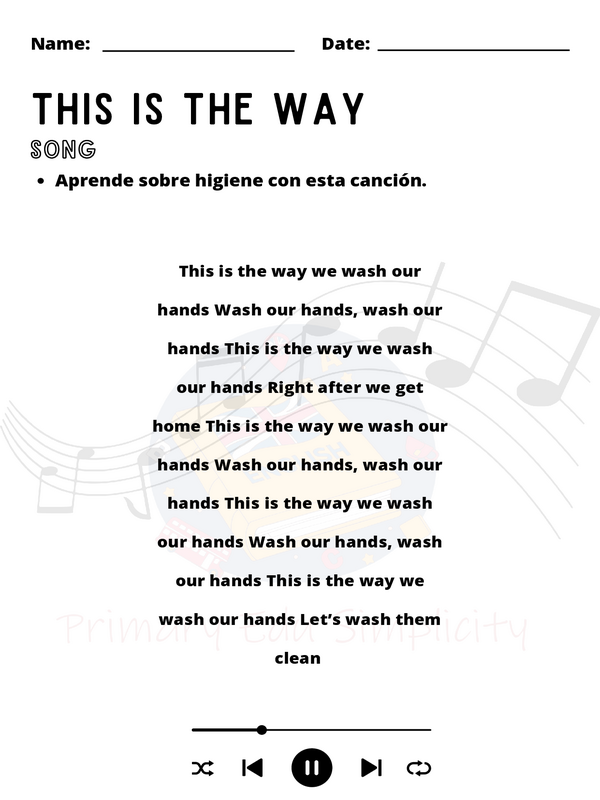 Name:
Date:
THIS IS THE WAY
SONG
• Aprende sobre higiene con esta canción.
This is the way we wash our
hands Wash our hands, wash our
hands This is the way we wash
our hands Right after we get
home This is the way we wash our
hands Wash our hands, wash our
hands This is the way we wash
our hands Wash our hands, wash
our hands This is the way we
wash our hands Let’s wash them
clean
ENGLISH
Primary Edu Simplicity